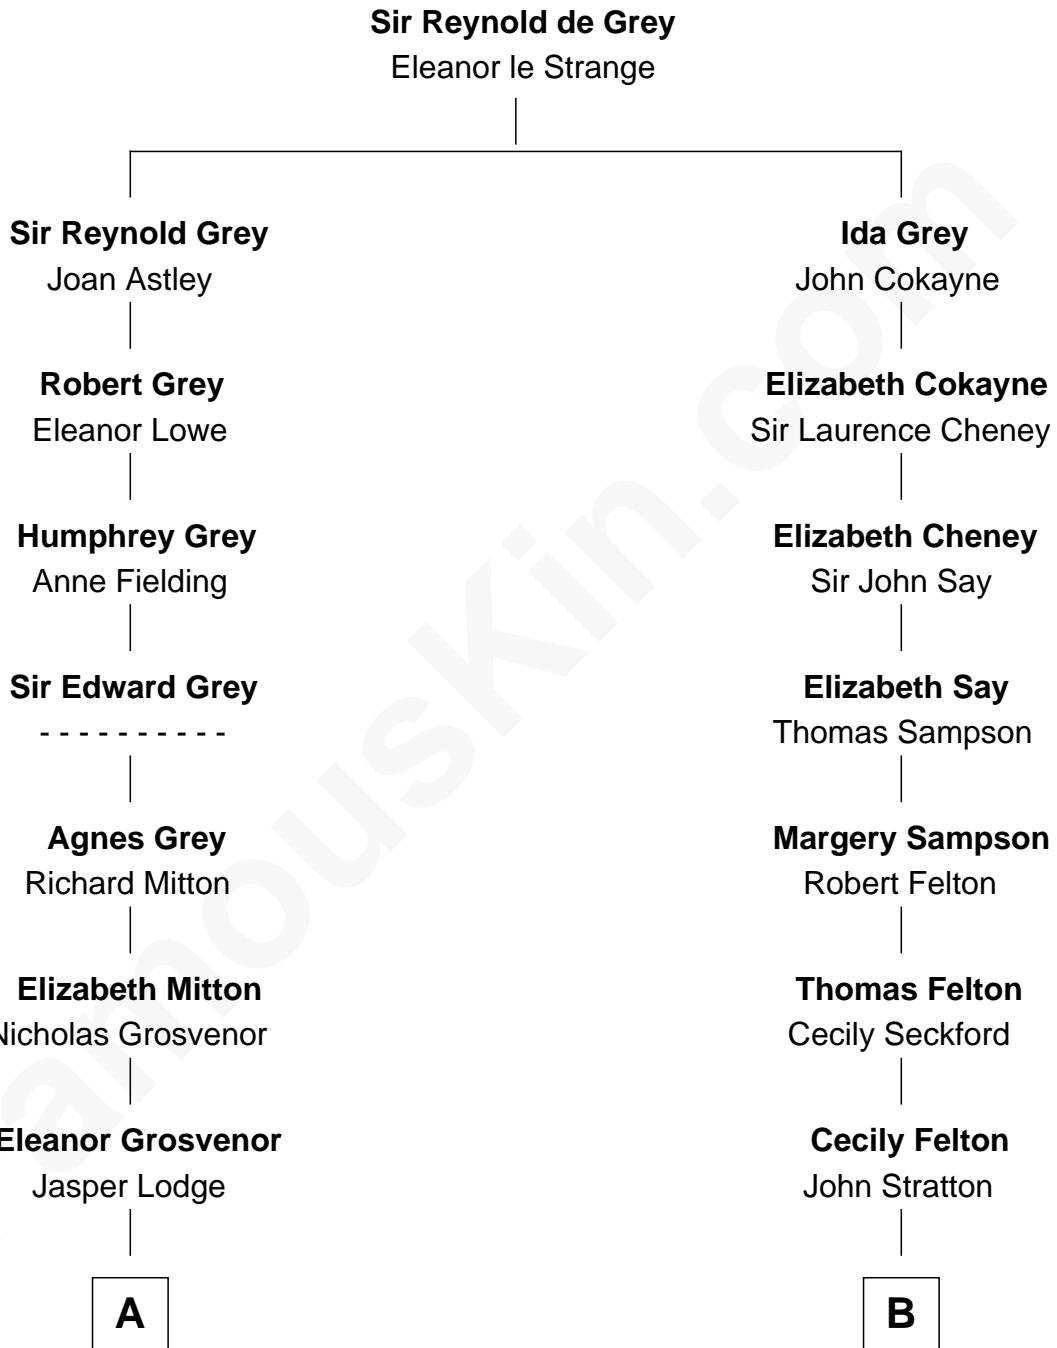 Sir Reynold de Grey
Eleanor le Strange
Sir Reynold Grey
Joan Astley
Ida Grey
John Cokayne
Robert Grey
Eleanor Lowe
Elizabeth Cokayne
Sir Laurence Cheney
Humphrey Grey
Anne Fielding
Elizabeth Cheney
Sir John Say
Sir Edward Grey
- - - - - - - - - -
Elizabeth Say
Thomas Sampson
Agnes Grey
Richard Mitton
Margery Sampson
Robert Felton
Elizabeth Mitton
Nicholas Grosvenor
Thomas Felton
Cecily Seckford
Eleanor Grosvenor
Jasper Lodge
Cecily Felton
John Stratton
A
B
amousKin.com